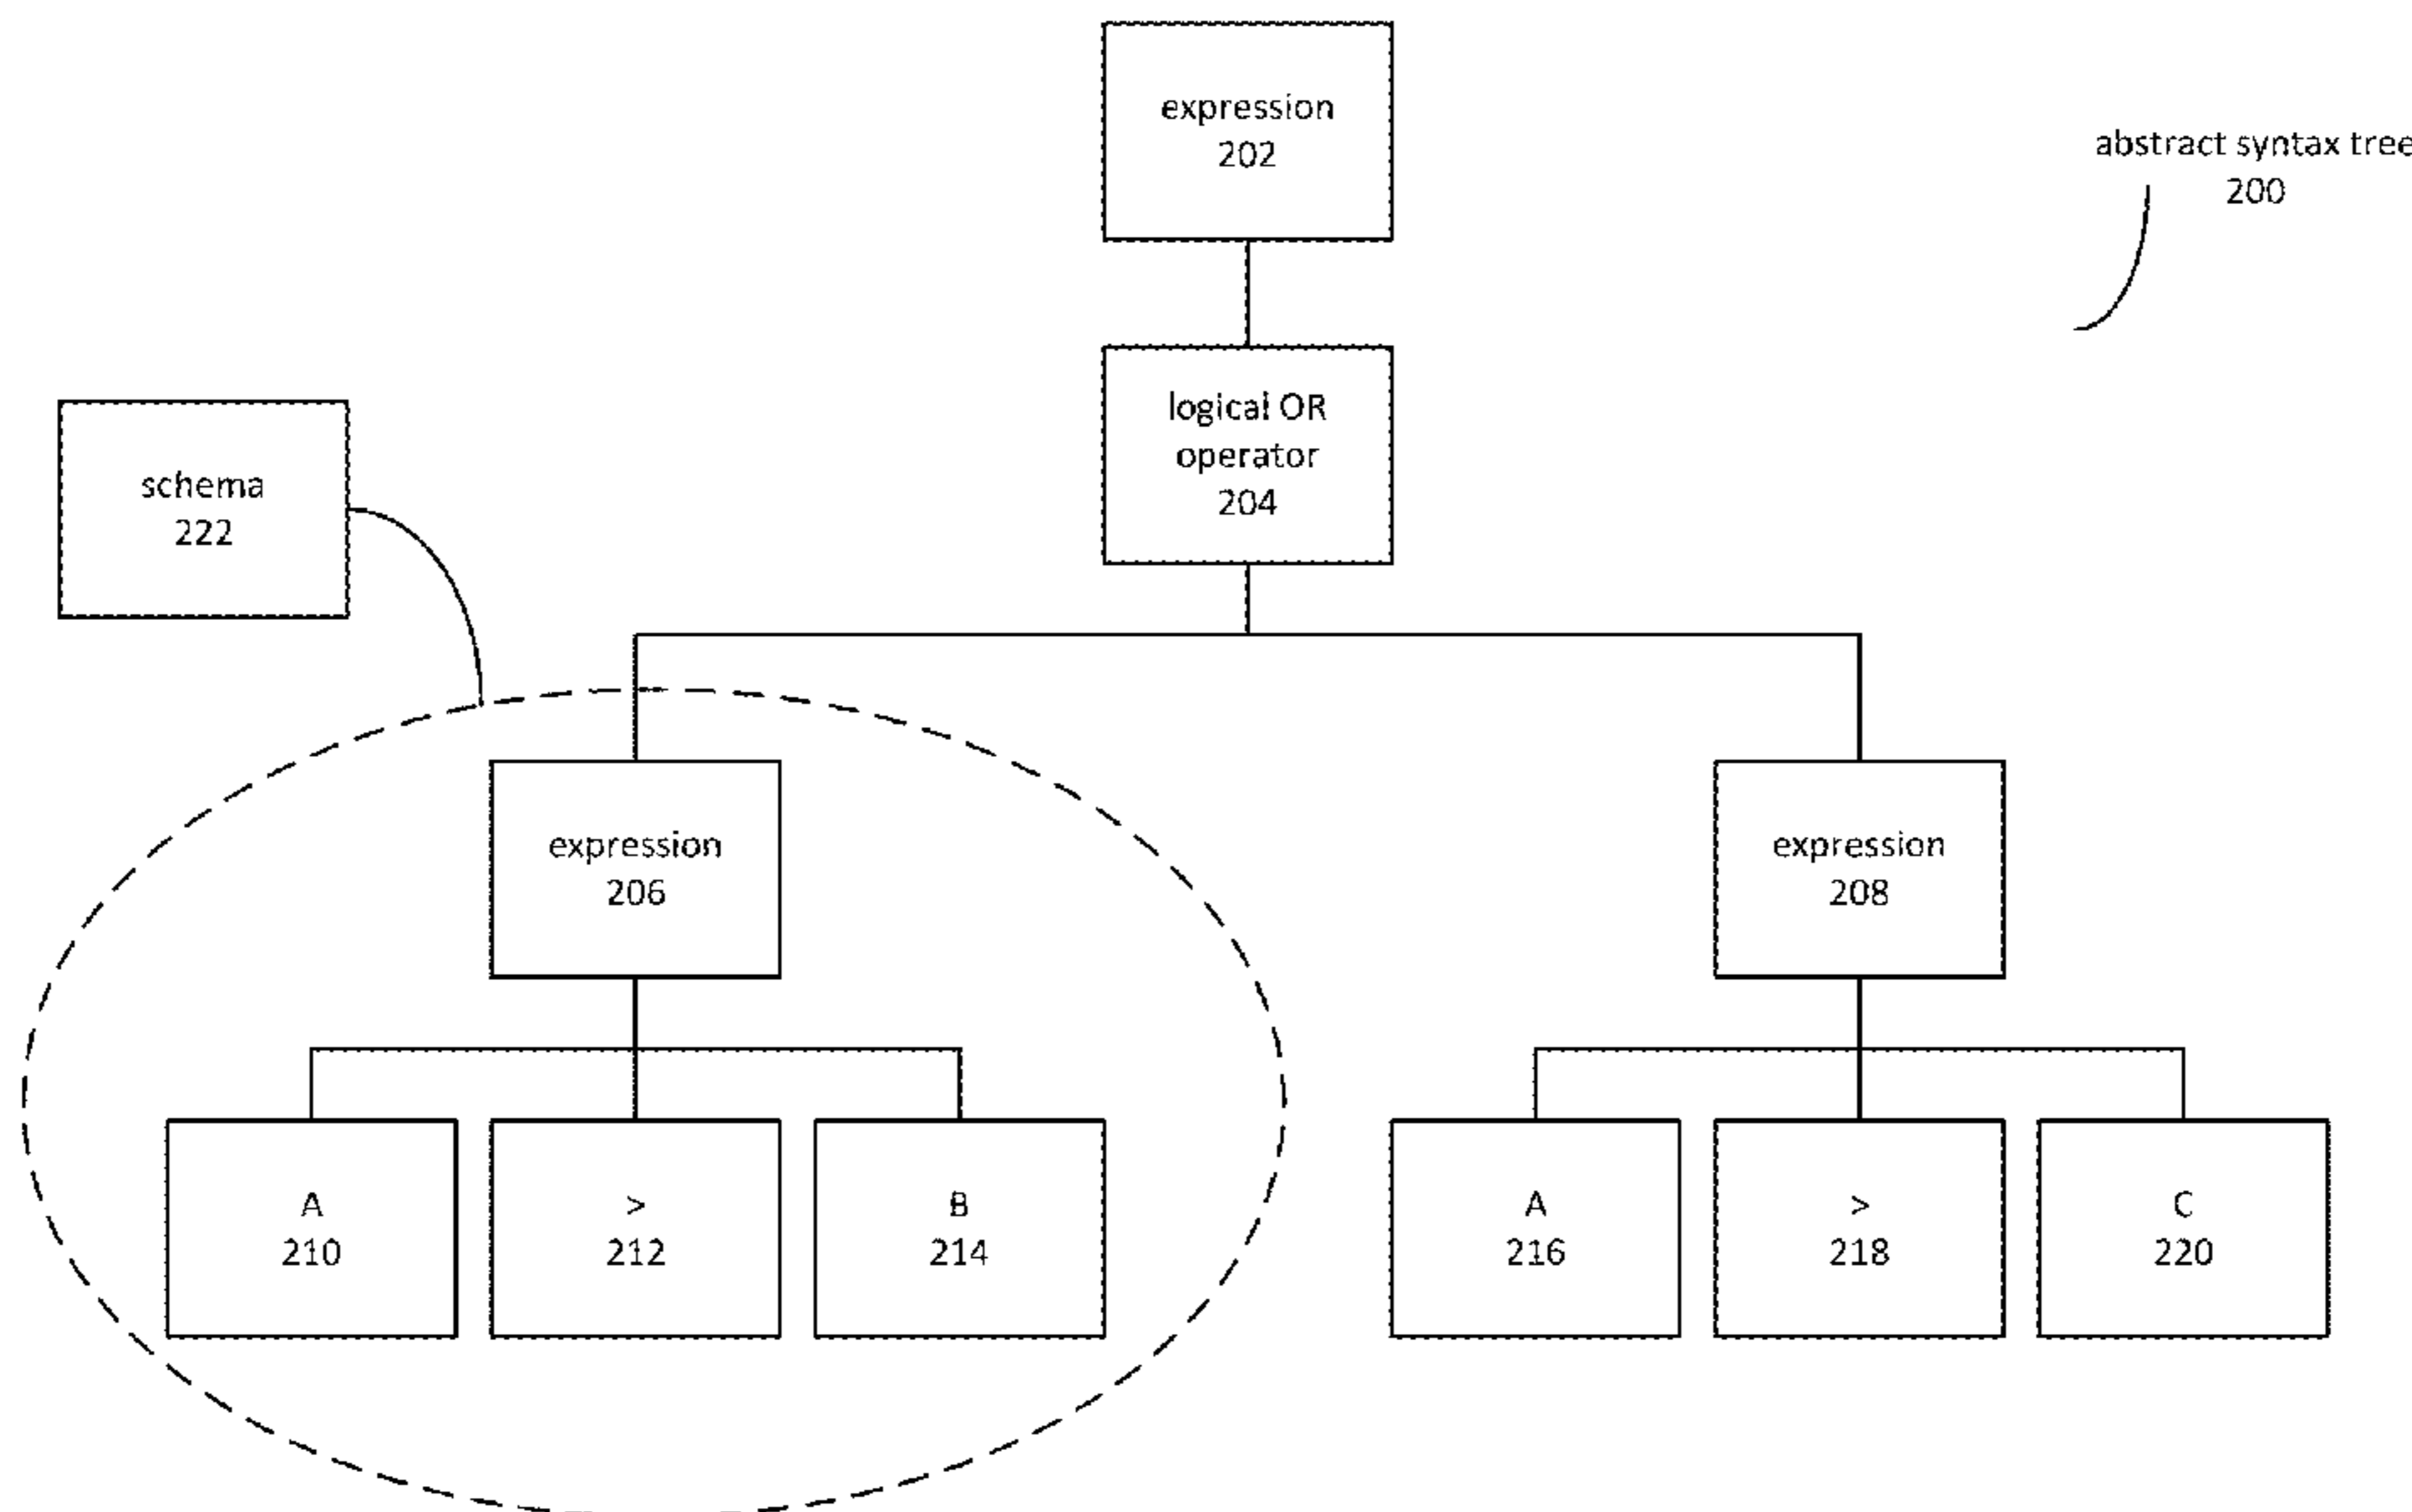 expression
202
abstract syntax tree
200
logical OR
operator
204
schema
222
expression
206
expression
208
A
210
>
212
B
214
A
216
>
218
C
220